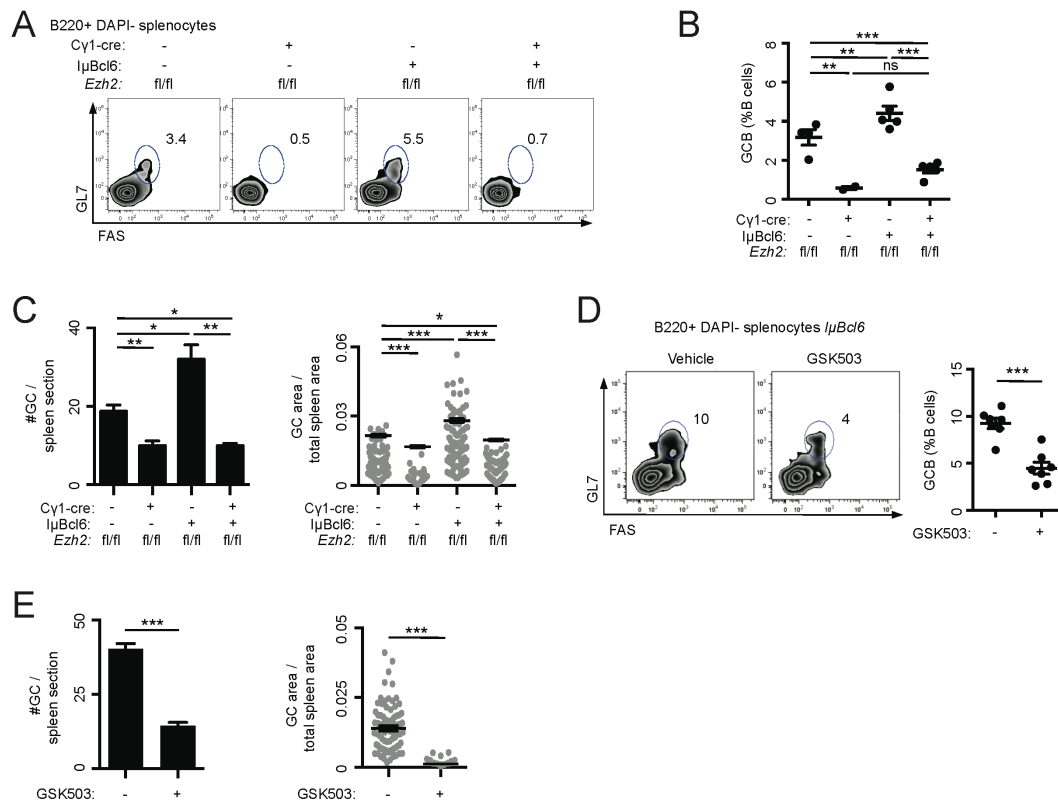 A
B220+ DAPI- splenocytes
Cγ1-cre: - + - +
IμBcl6: - - + +
Ezh2: fl/fl fl/fl fl/fl fl/fl
3.4 0.5 5.5 0.7
GL7
FAS
B
*** 
** ***
** ns
GCB (%B cells)
8
6
4
2
0
Cγ1-cre: - + - +
IμBcl6: - - + +
Ezh2: fl/fl fl/fl fl/fl fl/fl
C
*
* **
**
#GC /
spleen section
40
20
0
Cγ1-cre: - + - +
IμBcl6: - - + +
Ezh2: fl/fl fl/fl fl/fl fl/fl
*
*** ***
***
GC area /
total spleen area
0.06
0.03
0
Cγ1-cre: - + - +
IμBcl6: - - + +
Ezh2: fl/fl fl/fl fl/fl fl/fl
D
B220+ DAPI- splenocytes IμBcl6
Vehicle GSK503
10 4
GL7
FAS
***
GCB (%B cells)
15
10
5
0
GSK503: - +
E
***
#GC /
spleen section
50
25
0
GSK503: - +
***
GC area /
total spleen area
0.05
0.025
0
GSK503: - +